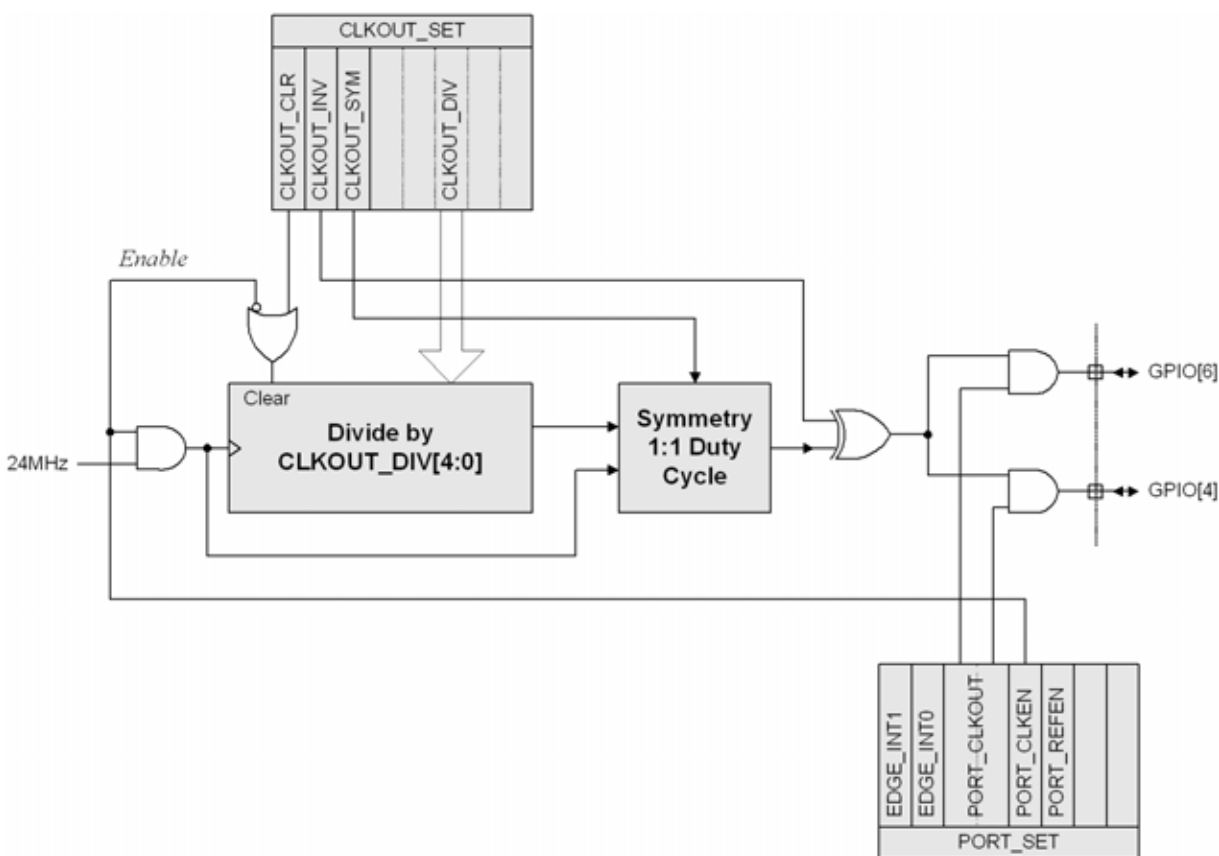 CLKOUT_SET
CLKOUT_CLR
CLKOUT_INV
CLKOUT_SYM
CLKOUT_DIV
Enable
Clear
Divide by
CLKOUT_DIV[4:0]
24MHz
Symmetry
1:1 Duty
Cycle
GPIO[6]
GPIO[4]
EDGE_INT1
EDGE_INT0
PORT_CLKOUT
PORT_CLKEN
PORT_REFEN
PORT_SET